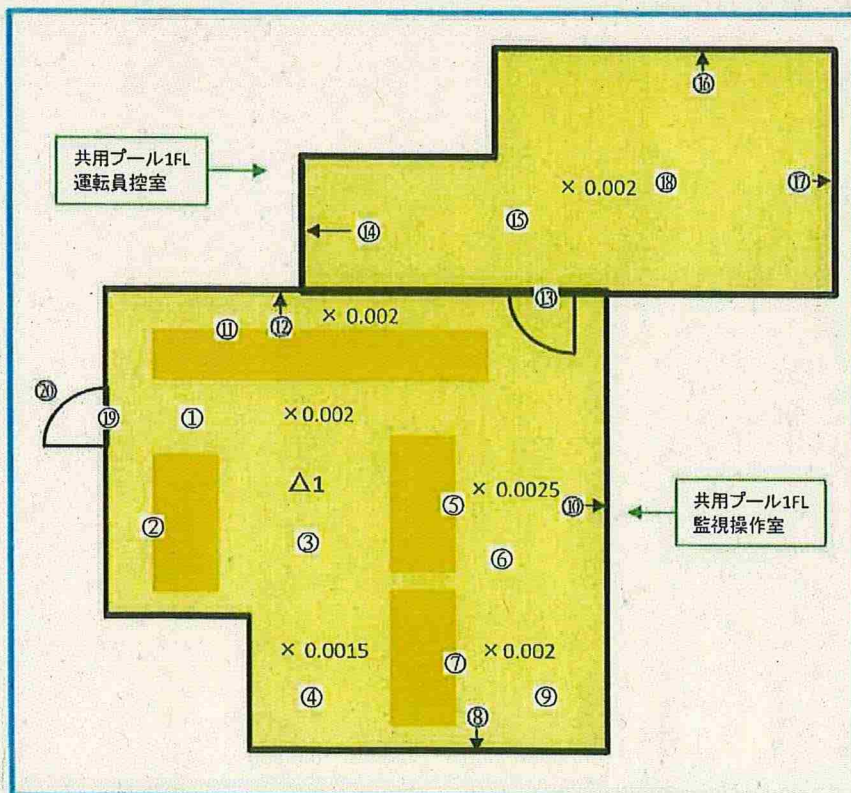 ⑯
共用プール1FL
運転員控室
× 0.002 ⑱ ⑰
⑭ ⑮
⑬
⑪ ⑫ × 0.002
⑳ ⑲ ① × 0.002
△1 ⑤ × 0.0025 ⑩
共用プール1FL
監視操作室
② ③ ⑥
× 0.0015 ⑦ × 0.002
④ ⑧ ⑨